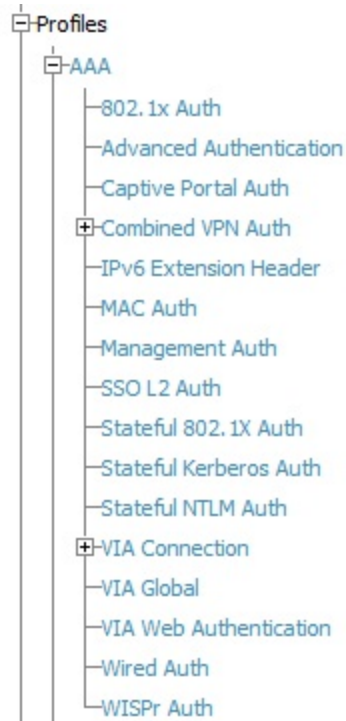 Profiles
AAA
802.1x Auth
Advanced Authentication
Captive Portal Auth
Combined VPN Auth
IPv6 Extension Header
MAC Auth
Management Auth
SSO L2 Auth
Stateful 802.1X Auth
Stateful Kerberos Auth
Stateful NTLM Auth
VIA Connection
VIA Global
VIA Web Authentication
Wired Auth
WISPr Auth